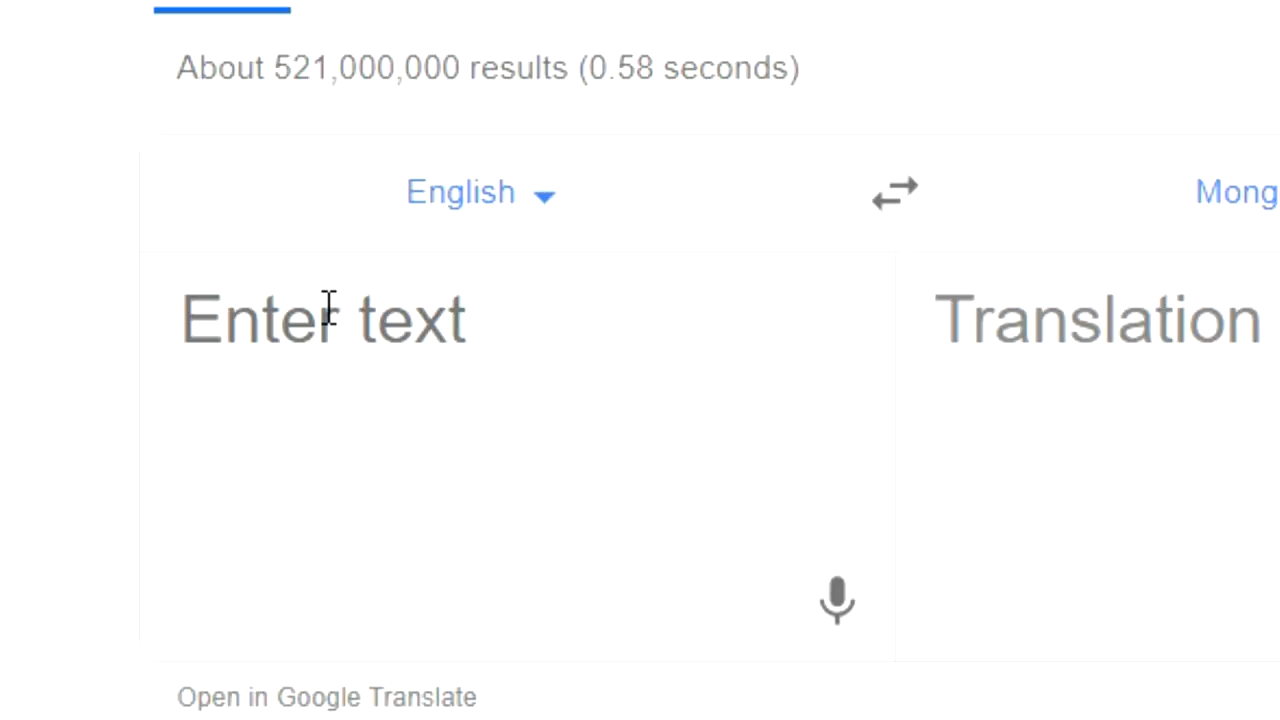 About 521,000,000 results (0.58 seconds)
English
Mong
Enter text
Translation
Open in Google Translate